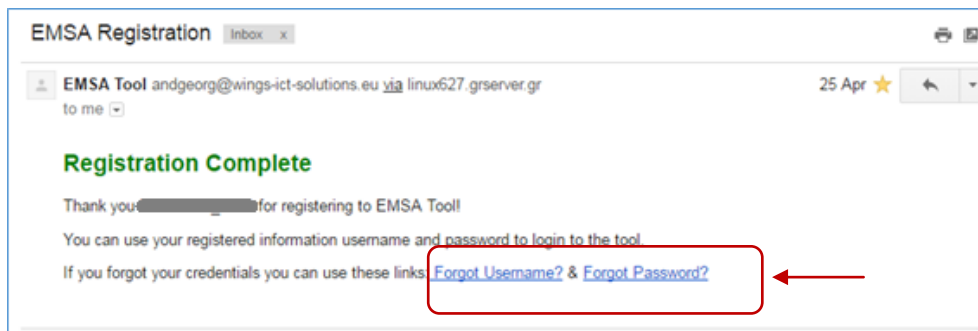 EMSA Registration Inbox x
EMSA Tool andgeorg@wings-ict-solutions.eu via linux627.grserver.gr 25 Apr
to me
Registration Complete
Thank you for registering to EMSA Tool!
You can use your registered information username and password to login to the tool.
If you forgot your credentials you can use these links: Forgot Username? & Forgot Password?